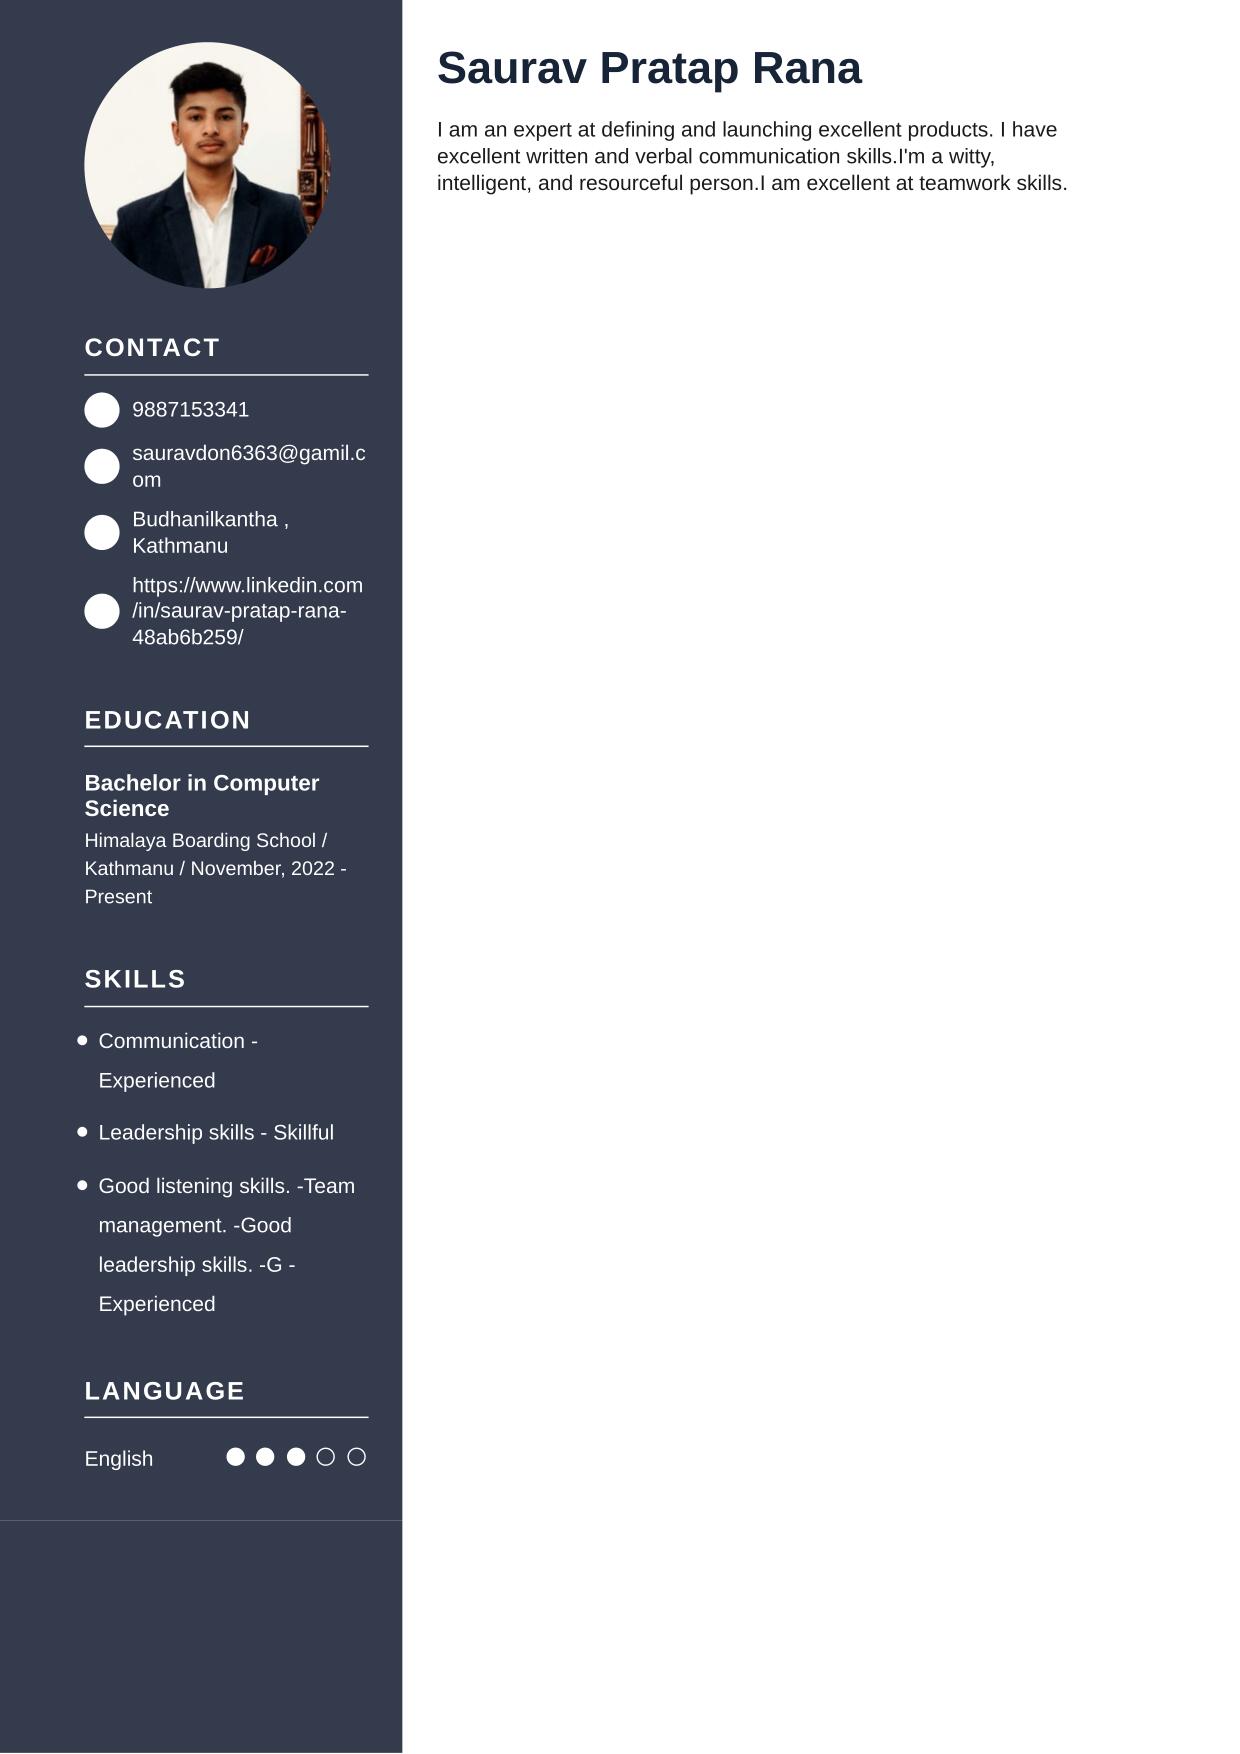 Saurav Pratap Rana
I am an expert at defining and launching excellent products. I have
excellent written and verbal communication skills.I'm a witty,
intelligent, and resourceful person.I am excellent at teamwork skills.
CONTACT
9887153341
sauravdon6363@gamil.c
om
Budhanilkantha ,
Kathmanu
https://www.linkedin.com
/in/saurav-pratap-rana-
48ab6b259/
EDUCATION
Bachelor in Computer
Science
Himalaya Boarding School /
Kathmanu / November, 2022 -
Present
SKILLS
Communication -
Experienced
Leadership skills - Skillful
Good listening skills. -Team
management. -Good
leadership skills. -G -
Experienced
LANGUAGE
English